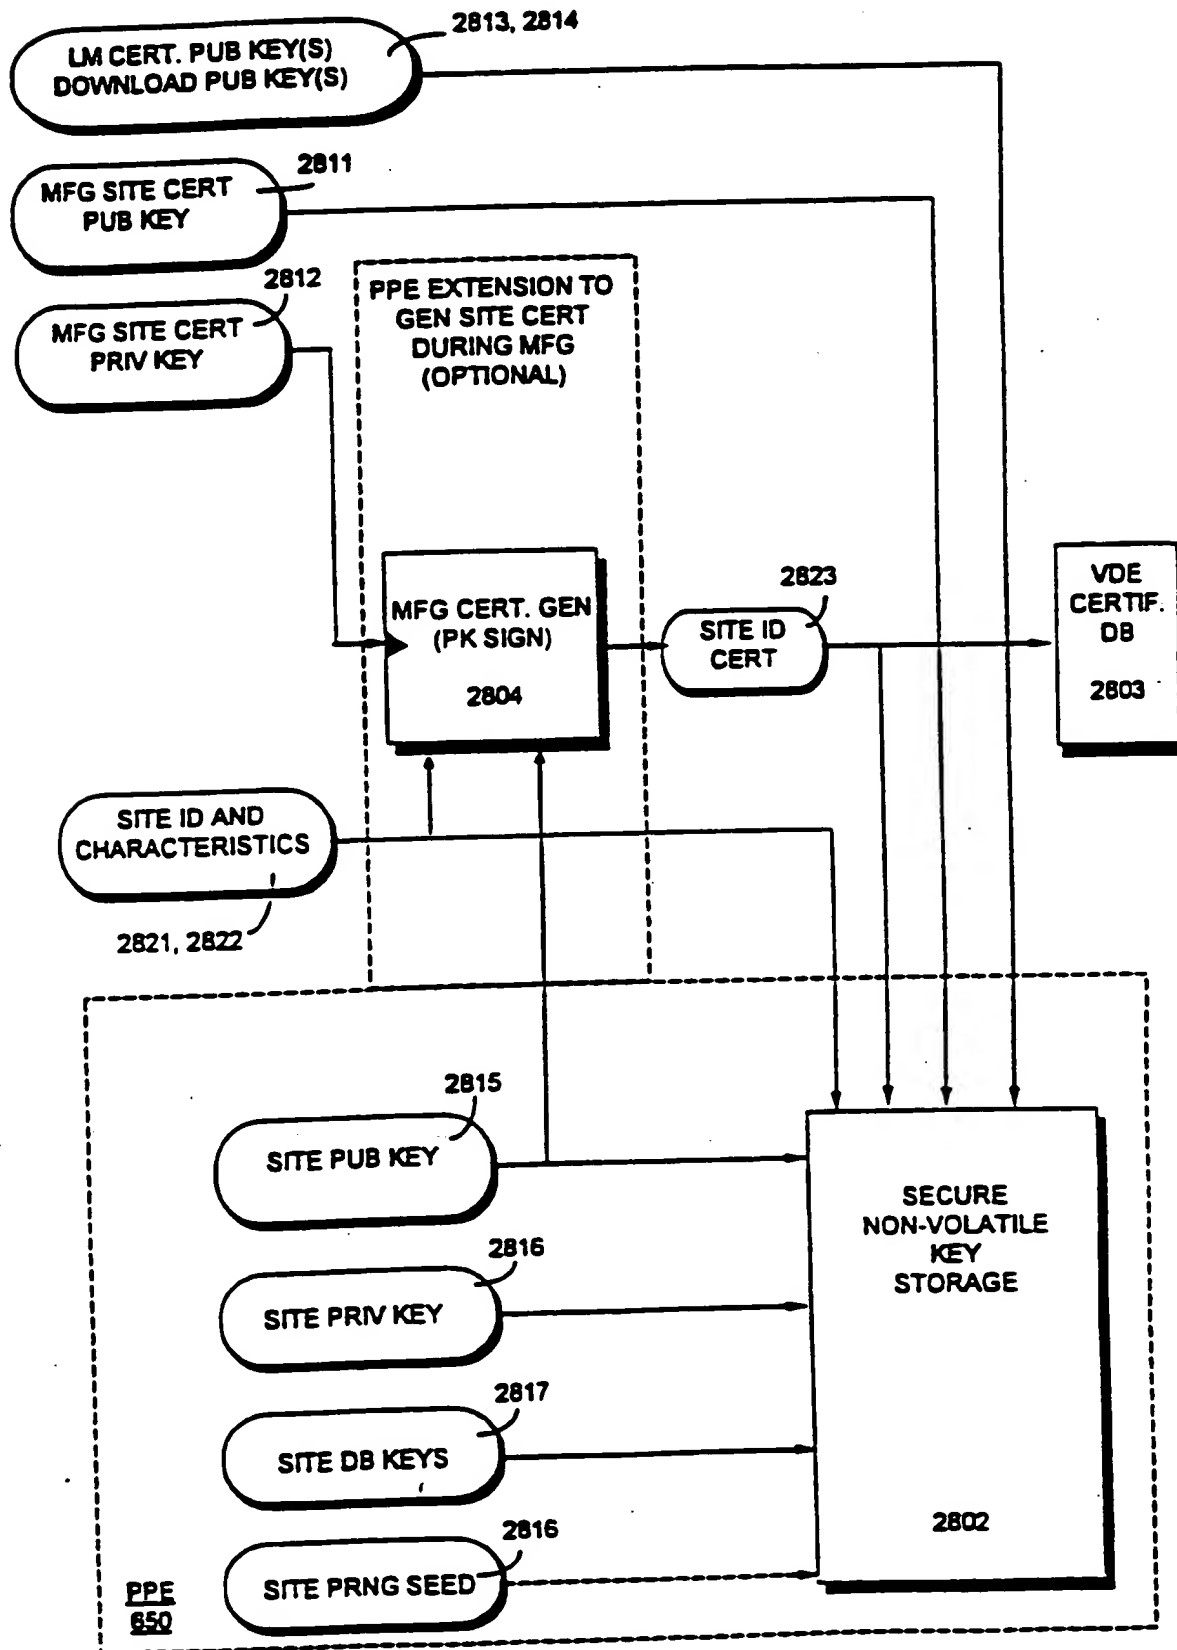 2813, 2814
LM CERT. PUB KEY(S)
DOWNLOAD PUB KEY(S)
2811
MFG SITE CERT
PUB KEY
2812
MFG SITE CERT
PRIV KEY
PPE EXTENSION TO
GEN SITE CERT
DURING MFG
(OPTIONAL)
MFG CERT. GEN
(PK SIGN)
2804
2823
SITE ID
CERT
VDE
CERTIF.
DB
2803
SITE ID AND
CHARACTERISTICS
2821, 2822
2815
SITE PUB KEY
2816
SITE PRIV KEY
2817
SITE DB KEYS
2816
SITE PRNG SEED
SECURE
NON-VOLATILE
KEY
STORAGE
2802
PPE
650